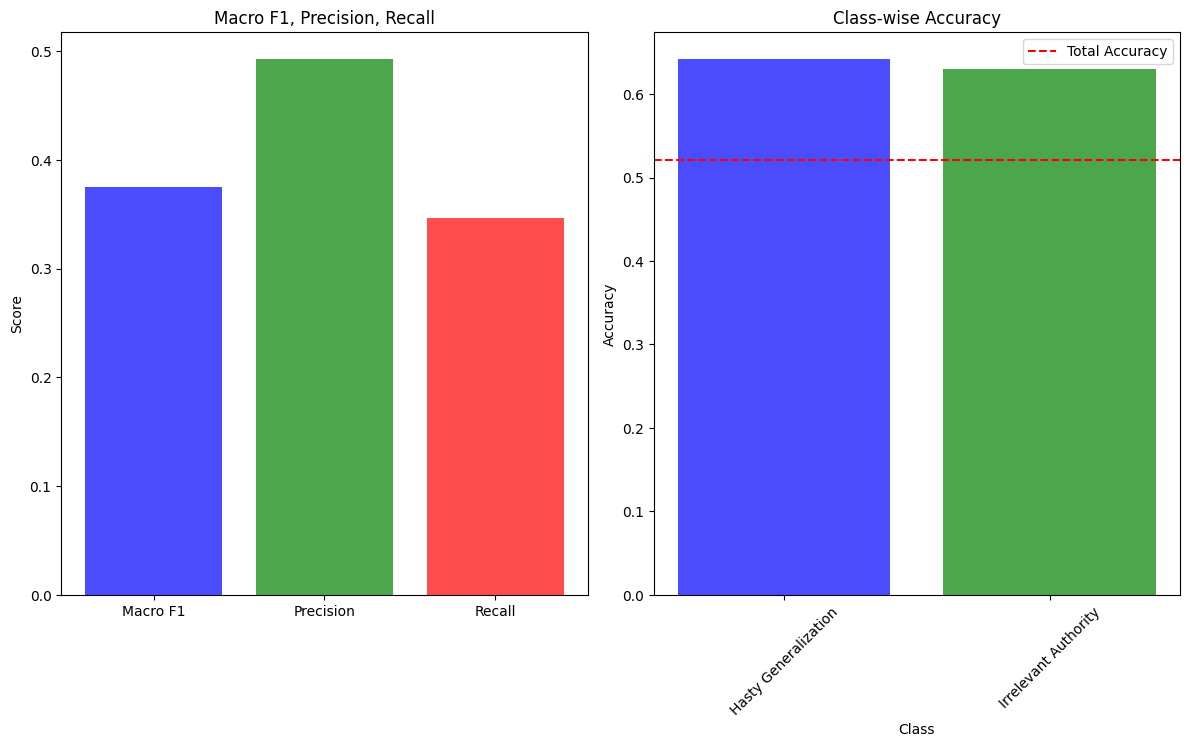 Macro F1, Precision, Recall
Score
0.5
0.4
0.3
0.2
0.1
0.0
Macro F1
Precision
Recall
Class-wise Accuracy
Total Accuracy
Accuracy
0.6
0.5
0.4
0.3
0.2
0.1
0.0
Hasty Generalization
Irrelevant Authority
Class